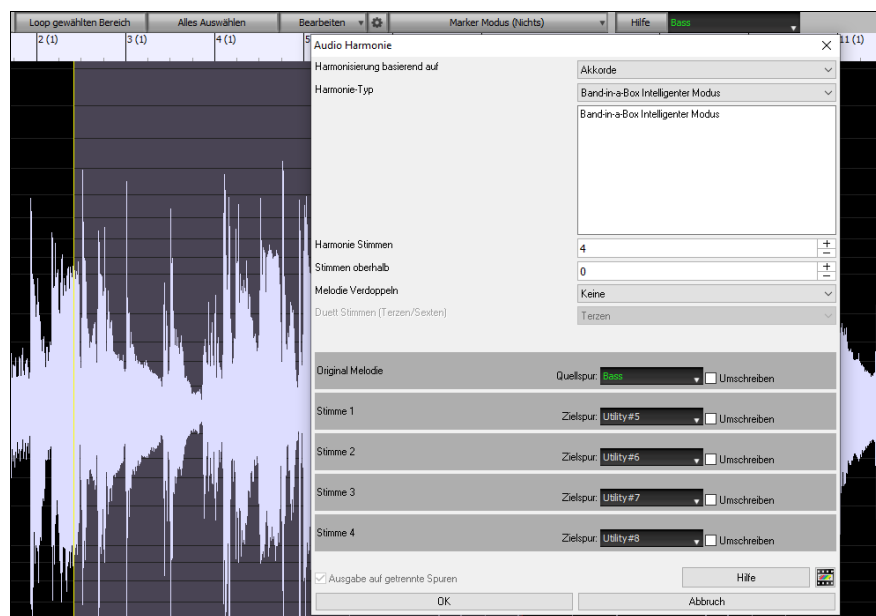 Loop gewählten Bereich Alles Auswählen Bearbeiten Marker Modus (Nichts) Hilfe Bass
2 (1) 3 (1) 4 (1) 5 11 (1)
Audio Harmonie
Harmonisierung basierend auf Akkorde
Harmonie-Typ Band-in-a-Box Intelligenter Modus
Band-in-a-Box Intelligenter Modus
Harmonie Stimmen 4
Stimmen oberhalb 0
Melodie Verdoppeln Keine
Duett Stimmen (Terzen/Sexten) Terzen
Original Melodie Quellspur: Bass Umschreiben
Stimme 1 Zielspur: Utility#5 Umschreiben
Stimme 2 Zielspur: Utility#6 Umschreiben
Stimme 3 Zielspur: Utility#7 Umschreiben
Stimme 4 Zielspur: Utility#8 Umschreiben
Ausgabe auf getrennte Spuren Hilfe
OK Abbruch